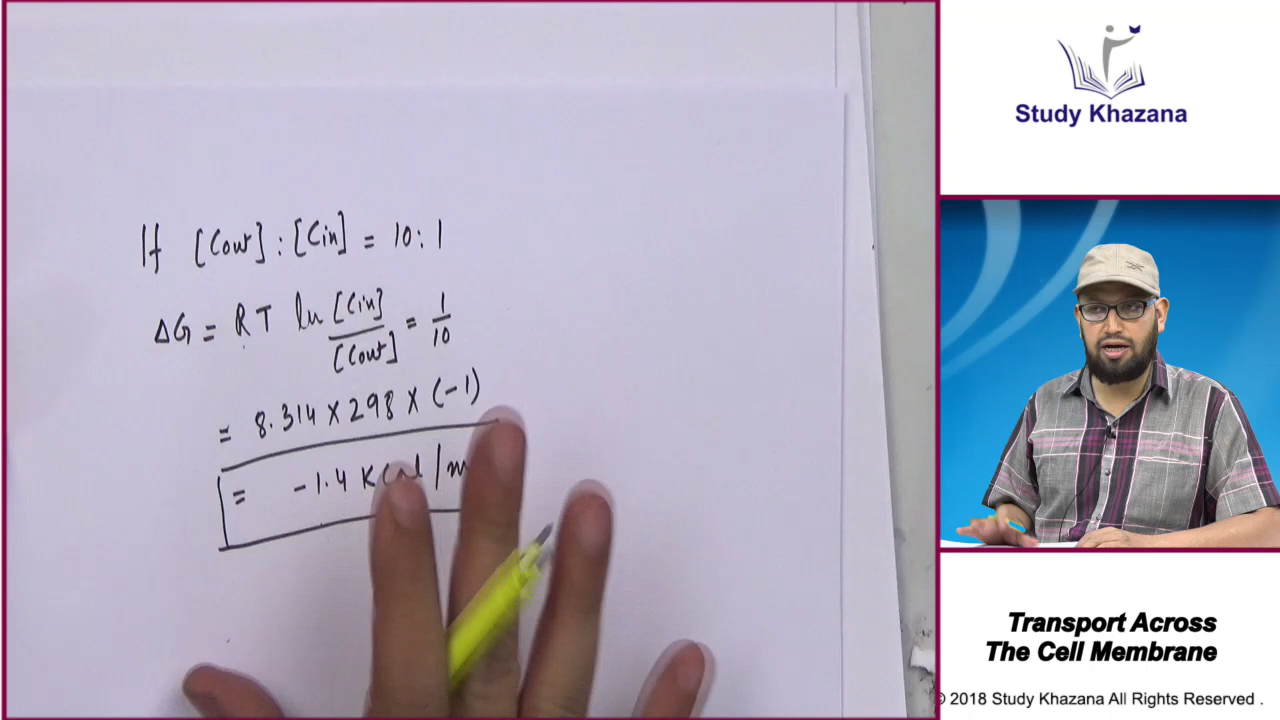 If [Cout] : [Cin] = 10 : 1
ΔG = RT ln [Cin] / [Cout] = 1 / 10
= 8.314 X 298 X (-1)
= -1.4 KCal / m
Study Khazana
Transport Across
The Cell Membrane
© 2018 Study Khazana All Rights Reserved .